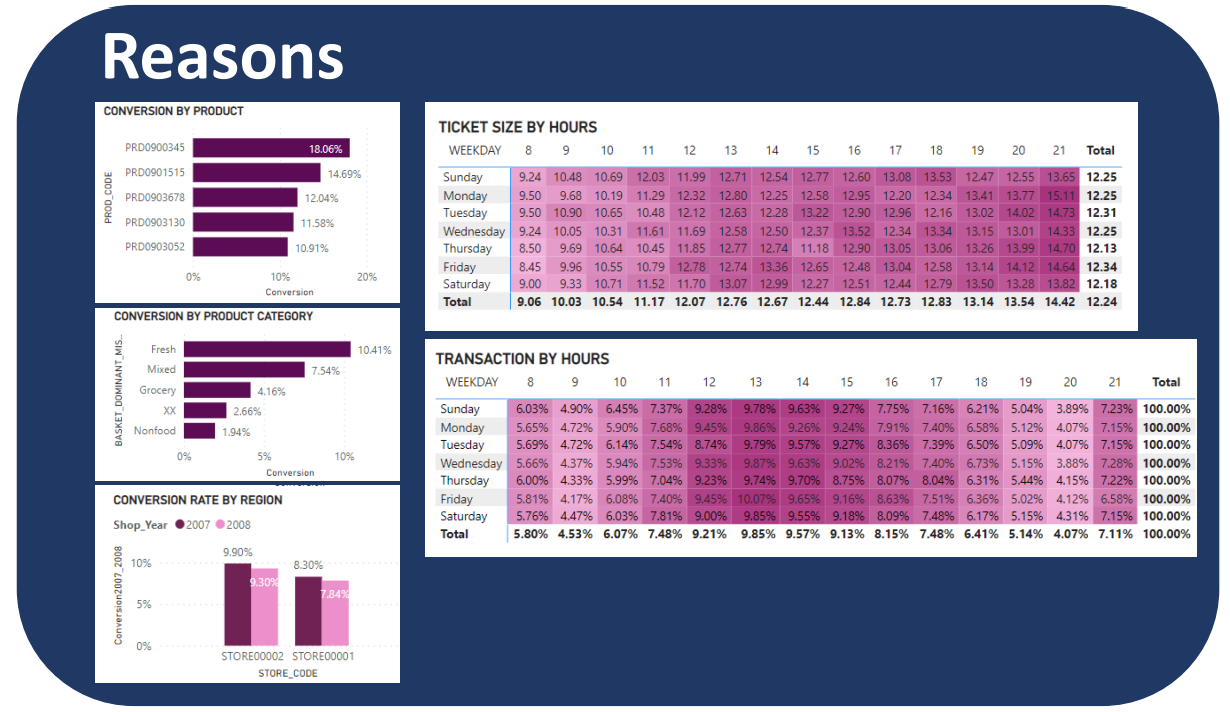 Reasons
CONVERSION BY PRODUCT
PROD_CODE
PRD0900345 18.06%
PRD0901515 14.69%
PRD0903678 12.04%
PRD0903130 11.58%
PRD0903052 10.91%
0% 10% 20%
Conversion
CONVERSION BY PRODUCT CATEGORY
BASKET_DOMINANT_MIS...
Fresh 10.41%
Mixed 7.54%
Grocery 4.16%
XX 2.66%
Nonfood 1.94%
0% 5% 10%
Conversion
CONVERSION RATE BY REGION
Shop_Year 2007 2008
Conversion2007_2008
10%
5%
0%
9.90% 9.30% 8.30% 7.84%
STORE00002 STORE00001
STORE_CODE
TICKET SIZE BY HOURS
WEEKDAY 8 9 10 11 12 13 14 15 16 17 18 19 20 21 Total
Sunday 9.24 10.48 10.69 12.03 11.99 12.71 12.54 12.77 12.60 13.08 13.53 12.47 12.55 13.65 12.25
Monday 9.50 9.68 10.19 11.29 12.32 12.80 12.25 12.58 12.95 12.20 12.34 13.41 13.77 15.11 12.25
Tuesday 9.50 10.90 10.65 10.48 12.12 12.63 12.28 13.22 12.90 12.96 12.16 13.02 14.02 14.73 12.31
Wednesday 9.24 10.05 10.31 11.61 11.69 12.58 12.50 12.37 13.52 12.34 13.34 13.15 13.01 14.33 12.25
Thursday 8.50 9.69 10.64 10.45 11.85 12.77 12.74 11.18 12.90 13.05 13.06 13.26 13.99 14.70 12.13
Friday 8.45 9.96 10.55 10.79 12.78 12.74 13.36 12.65 12.48 13.04 12.58 13.14 14.12 14.64 12.34
Saturday 9.00 9.33 10.71 11.52 11.70 13.07 12.99 12.27 12.51 12.44 12.79 13.50 13.28 13.82 12.18
Total 9.06 10.03 10.54 11.17 12.07 12.76 12.67 12.44 12.84 12.73 12.83 13.14 13.54 14.42 12.24
TRANSACTION BY HOURS
WEEKDAY 8 9 10 11 12 13 14 15 16 17 18 19 20 21 Total
Sunday 6.03% 4.90% 6.45% 7.37% 9.28% 9.78% 9.63% 9.27% 7.75% 7.16% 6.21% 5.04% 3.89% 7.23% 100.00%
Monday 5.65% 4.72% 5.90% 7.68% 9.45% 9.86% 9.26% 9.24% 7.91% 7.40% 6.58% 5.12% 4.07% 7.15% 100.00%
Tuesday 5.69% 4.72% 6.14% 7.54% 8.74% 9.79% 9.57% 9.27% 8.36% 7.39% 6.50% 5.09% 4.07% 7.15% 100.00%
Wednesday 5.66% 4.37% 5.94% 7.53% 9.33% 9.87% 9.63% 9.02% 8.21% 7.40% 6.73% 5.15% 3.88% 7.28% 100.00%
Thursday 6.00% 4.33% 5.99% 7.04% 9.23% 9.74% 9.70% 8.75% 8.07% 8.04% 6.31% 5.44% 4.15% 7.22% 100.00%
Friday 5.81% 4.17% 6.08% 7.40% 9.45% 10.07% 9.65% 9.16% 8.63% 7.51% 6.36% 5.02% 4.12% 6.58% 100.00%
Saturday 5.76% 4.47% 6.03% 7.81% 9.00% 9.85% 9.55% 9.18% 8.09% 7.48% 6.17% 5.15% 4.31% 7.15% 100.00%
Total 5.80% 4.53% 6.07% 7.48% 9.21% 9.85% 9.57% 9.13% 8.15% 7.48% 6.41% 5.14% 4.07% 7.11% 100.00%